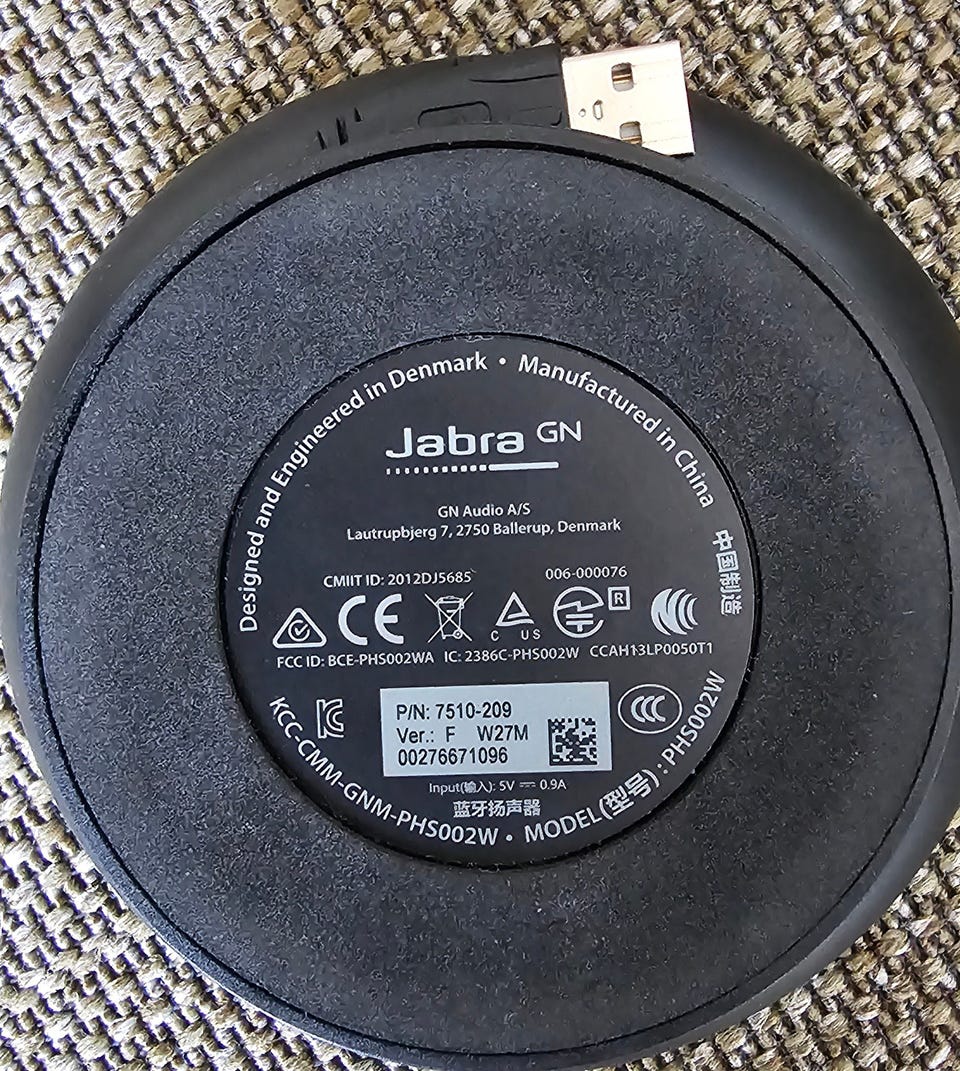 Designed and Engineered in Denmark • Manufactured in China 中国制造
Jabra GN
GN Audio A/S
Lautrupbjerg 7, 2750 Ballerup, Denmark
CMIIT ID: 2012DJ5685
006-000076
CE
C US
R
FCC ID: BCE-PHS002WA IC: 2386C-PHS002W CCAH13LP0050T1
P/N: 7510-209
Ver.: F W27M
00276671096
CCC
Input(输入): 5V ⎓ 0.9A
蓝牙扬声器
KCC-CMM-GNM-PHS002W • MODEL(型号): PHS002W